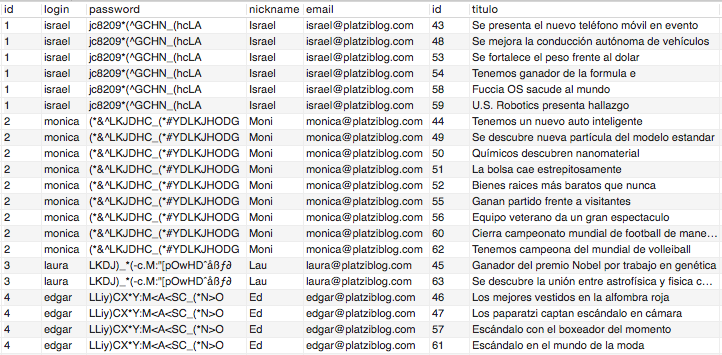 id login password nickname email id titulo
1 israel jc8209*(^GCHN_(hcLA Israel israel@platziblog.com 43 Se presenta el nuevo teléfono móvil en evento
1 israel jc8209*(^GCHN_(hcLA Israel israel@platziblog.com 48 Se mejora la conducción autónoma de vehículos
1 israel jc8209*(^GCHN_(hcLA Israel israel@platziblog.com 53 Se fortalece el peso frente al dolar
1 israel jc8209*(^GCHN_(hcLA Israel israel@platziblog.com 54 Tenemos ganador de la formula e
1 israel jc8209*(^GCHN_(hcLA Israel israel@platziblog.com 58 Fuccia OS sacude al mundo
1 israel jc8209*(^GCHN_(hcLA Israel israel@platziblog.com 59 U.S. Robotics presenta hallazgo
2 monica (*&^LKJDHC_(*#YDLKJHODG Moni monica@platziblog.com 44 Tenemos un nuevo auto inteligente
2 monica (*&^LKJDHC_(*#YDLKJHODG Moni monica@platziblog.com 49 Se descubre nueva partícula del modelo estandar
2 monica (*&^LKJDHC_(*#YDLKJHODG Moni monica@platziblog.com 50 Químicos descubren nanomaterial
2 monica (*&^LKJDHC_(*#YDLKJHODG Moni monica@platziblog.com 51 La bolsa cae estrepitosamente
2 monica (*&^LKJDHC_(*#YDLKJHODG Moni monica@platziblog.com 52 Bienes raices más baratos que nunca
2 monica (*&^LKJDHC_(*#YDLKJHODG Moni monica@platziblog.com 55 Ganan partido frente a visitantes
2 monica (*&^LKJDHC_(*#YDLKJHODG Moni monica@platziblog.com 56 Equipo veterano da un gran espectaculo
2 monica (*&^LKJDHC_(*#YDLKJHODG Moni monica@platziblog.com 60 Cierra campeonato mundial de football de mane...
2 monica (*&^LKJDHC_(*#YDLKJHODG Moni monica@platziblog.com 62 Tenemos campeona del mundial de volleiball
3 laura LKDJ)_*(-c.M:"[pOwHDˆåßƒ∂ Lau laura@platziblog.com 45 Ganador del premio Nobel por trabajo en genética
3 laura LKDJ)_*(-c.M:"[pOwHDˆåßƒ∂ Lau laura@platziblog.com 63 Se descubre la unión entre astrofísica y fisica c...
4 edgar LLiy)CX*Y:M<A<SC_(*N>O Ed edgar@platziblog.com 46 Los mejores vestidos en la alfombra roja
4 edgar LLiy)CX*Y:M<A<SC_(*N>O Ed edgar@platziblog.com 47 Los paparatzi captan escándalo en cámara
4 edgar LLiy)CX*Y:M<A<SC_(*N>O Ed edgar@platziblog.com 57 Escándalo con el boxeador del momento
4 edgar LLiy)CX*Y:M<A<SC_(*N>O Ed edgar@platziblog.com 61 Escándalo en el mundo de la moda